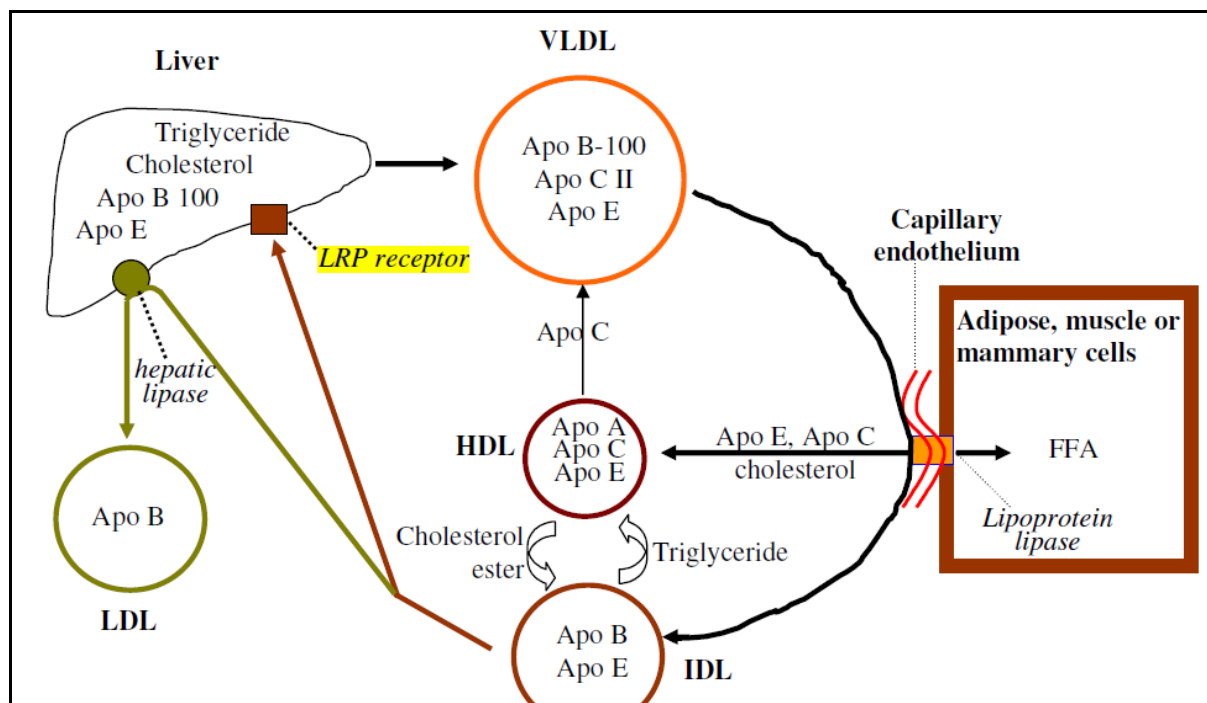 VLDL
Liver
Triglyceride
Cholesterol
Apo B 100
Apo E
LRP receptor
hepatic
lipase
Apo B
LDL
Apo B-100
Apo C II
Apo E
Apo C
HDL
Apo A
Apo C
Apo E
Apo E, Apo C
cholesterol
Cholesterol
ester
Triglyceride
Apo B
Apo E
IDL
Capillary
endothelium
Adipose, muscle or
mammary cells
FFA
Lipoprotein
lipase